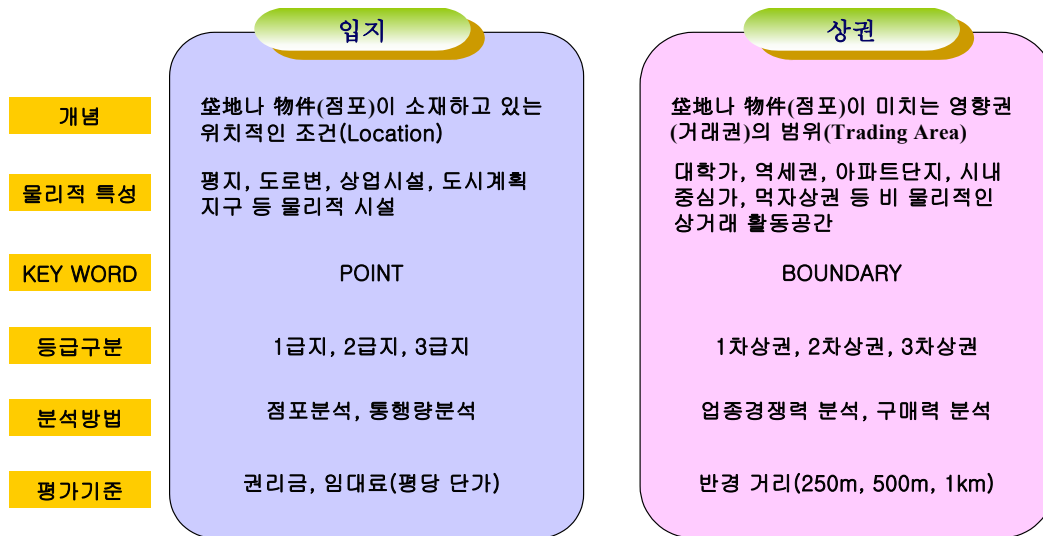 입지
상권
개념
垈地나 物件(점포)이 소재하고 있는
위치적인 조건(Location)
垈地나 物件(점포)이 미치는 영향권
(거래권)의 범위(Trading Area)
물리적 특성
평지, 도로변, 상업시설, 도시계획
지구 등 물리적 시설
대학가, 역세권, 아파트단지, 시내
중심가, 먹자상권 등 비 물리적인
상거래 활동공간
KEY WORD
POINT
BOUNDARY
등급구분
1급지, 2급지, 3급지
1차상권, 2차상권, 3차상권
분석방법
점포분석, 통행량분석
업종경쟁력 분석, 구매력 분석
평가기준
권리금, 임대료(평당 단가)
반경 거리(250m, 500m, 1km)